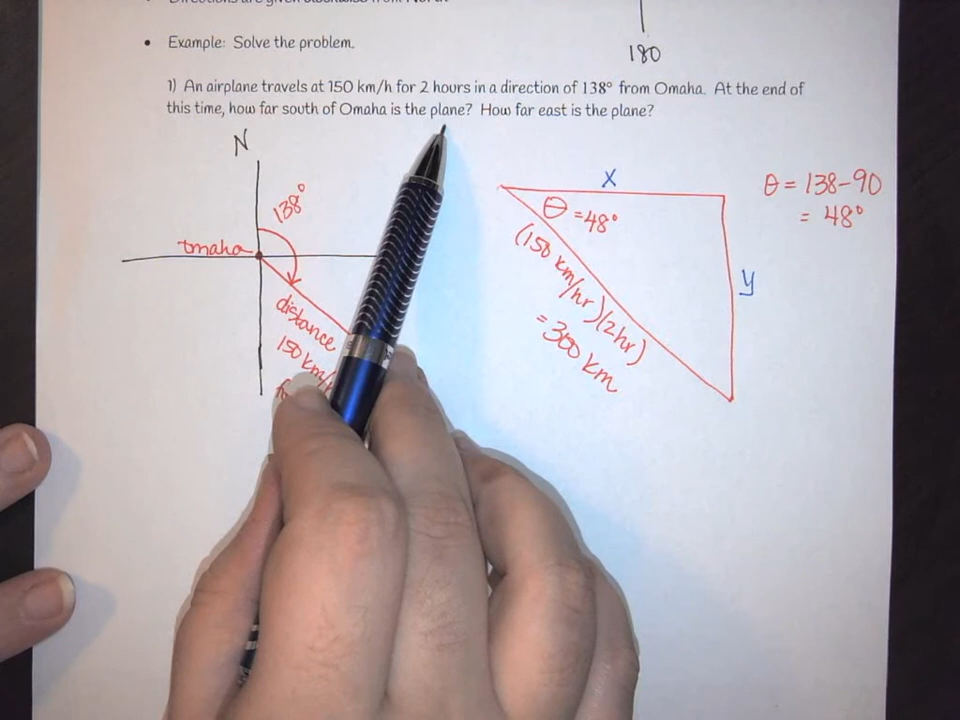 • Example: Solve the problem.
180
1) An airplane travels at 150 km/h for 2 hours in a direction of 138° from Omaha. At the end of
this time, how far south of Omaha is the plane? How far east is the plane?
N
138°
Omaha
distance
150 km/h
x
θ = 48°
(150 km/hr)(2hr)
= 300 km
y
θ = 138-90
= 48°